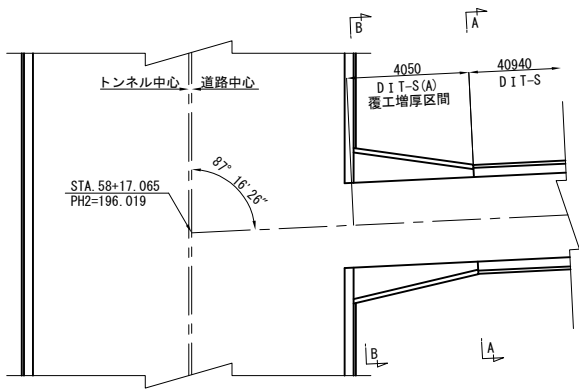 B
A
4050
40940
DIT-S(A)
DIT-S
覆工増厚区間
トンネル中心
道路中心
87°16'26"
STA.58+17.065
PH2=196.019
B
A